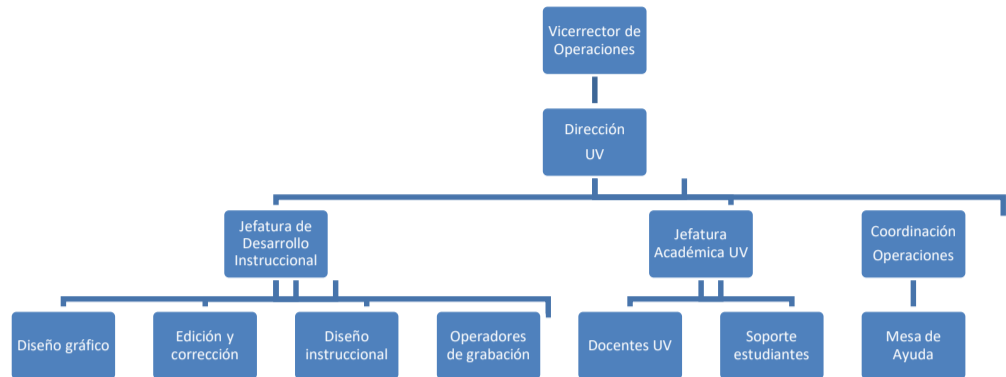 Vicerrector de
Operaciones
Dirección
UV
Jefatura de
Desarrollo
Instruccional
Jefatura
Académica UV
Coordinación
Operaciones
Diseño gráfico
Edición y
corrección
Diseño
instruccional
Operadores
de grabación
Docentes UV
Soporte
estudiantes
Mesa de
Ayuda